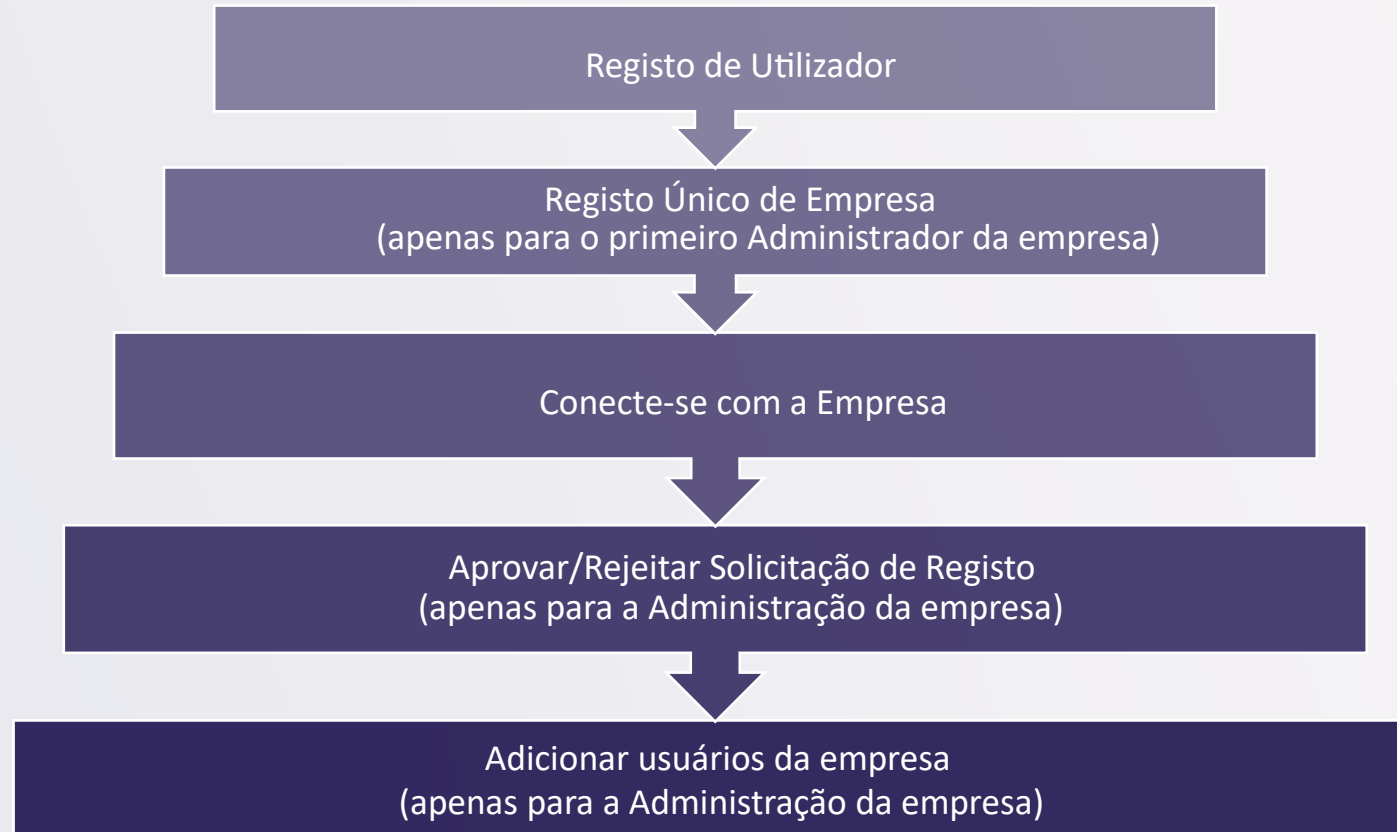 Registo de Utilizador
Registo Único de Empresa
(apenas para o primeiro Administrador da empresa)
Conecte-se com a Empresa
Aprovar/Rejeitar Solicitação de Registo
(apenas para a Administração da empresa)
Adicionar usuários da empresa
(apenas para a Administração da empresa)